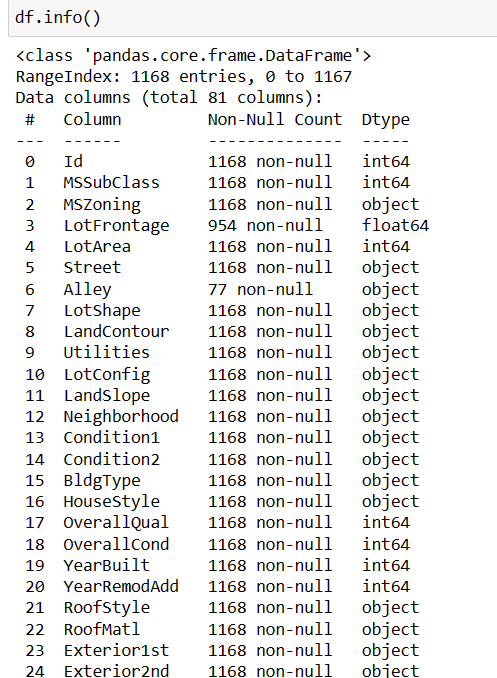 df.info()
<class 'pandas.core.frame.DataFrame'>
RangeIndex: 1168 entries, 0 to 1167
Data columns (total 81 columns):
 #   Column         Non-Null Count  Dtype
---  ------         --------------  -----
 0   Id             1168 non-null   int64
 1   MSSubClass     1168 non-null   int64
 2   MSZoning       1168 non-null   object
 3   LotFrontage    954 non-null    float64
 4   LotArea        1168 non-null   int64
 5   Street         1168 non-null   object
 6   Alley          77 non-null     object
 7   LotShape       1168 non-null   object
 8   LandContour    1168 non-null   object
 9   Utilities      1168 non-null   object
 10  LotConfig      1168 non-null   object
 11  LandSlope      1168 non-null   object
 12  Neighborhood   1168 non-null   object
 13  Condition1     1168 non-null   object
 14  Condition2     1168 non-null   object
 15  BldgType       1168 non-null   object
 16  HouseStyle     1168 non-null   object
 17  OverallQual    1168 non-null   int64
 18  OverallCond    1168 non-null   int64
 19  YearBuilt      1168 non-null   int64
 20  YearRemodAdd   1168 non-null   int64
 21  RoofStyle      1168 non-null   object
 22  RoofMatl       1168 non-null   object
 23  Exterior1st    1168 non-null   object
 24  Exterior2nd    1168 non-null   object